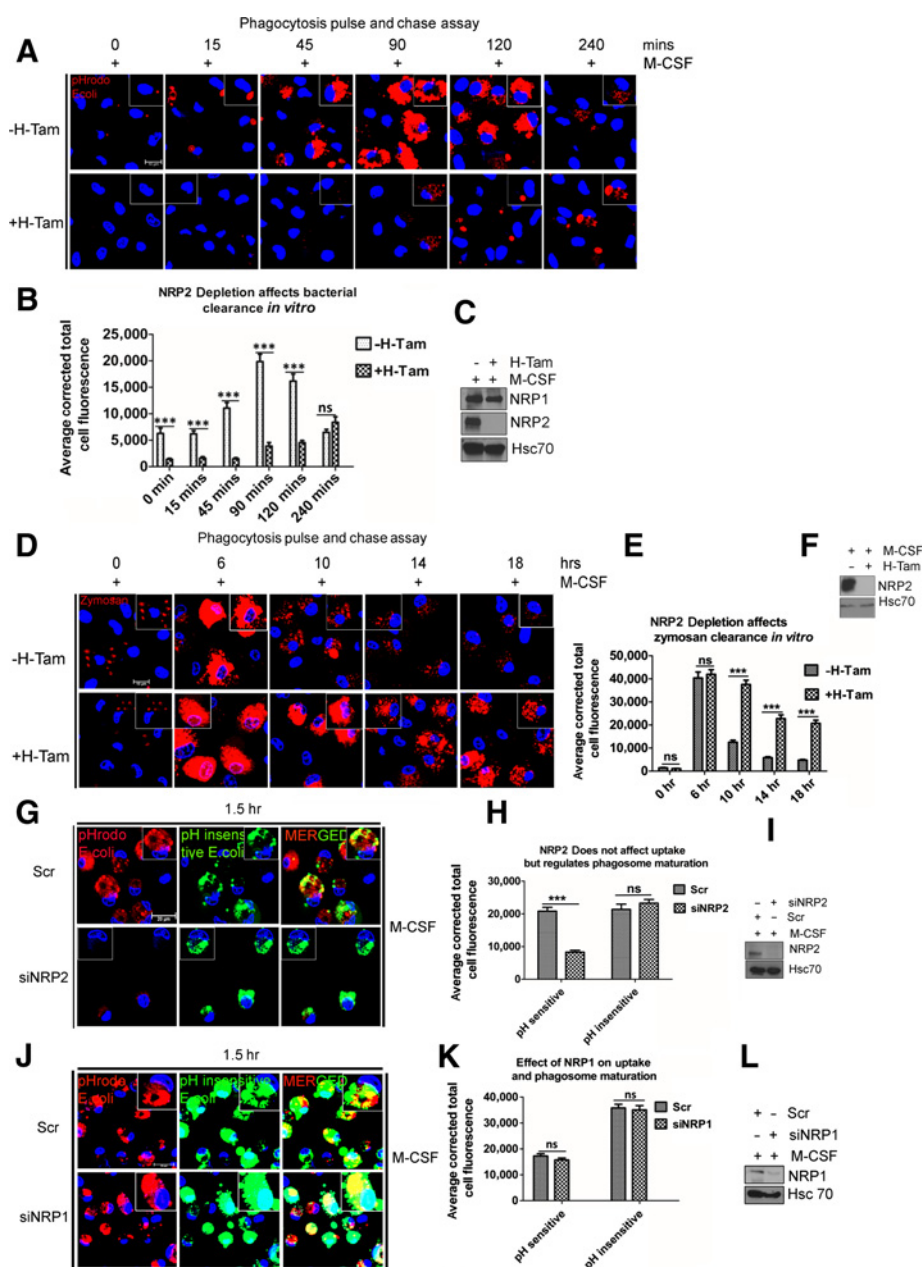 Phagocytosis pulse and chase assay
A
0 15 45 90 120 240 mins
+ + + + + + M-CSF
pHrodo
Ecoli
-H-Tam
+H-Tam
B
NRP2 Depletion affects bacterial
clearance in vitro
Average corrected total
cell fluorescence
25,000
20,000
15,000
10,000
5,000
0
*** *** *** *** *** ns
-H-Tam
+H-Tam
0 min 15 mins 45 mins 90 mins 120 mins 240 mins
C
- + H-Tam
+ + M-CSF
NRP1
NRP2
Hsc70
D
Phagocytosis pulse and chase assay
0 6 10 14 18 hrs
+ + + + + M-CSF
Zymosan
-H-Tam
+H-Tam
E
NRP2 Depletion affects
zymosan clearance in vitro
Average corrected total
cell fluorescence
50,000
40,000
30,000
20,000
10,000
0
ns ns *** *** ***
-H-Tam
+H-Tam
0 hr 6 hr 10 hr 14 hr 18 hr
F
+ + M-CSF
- + H-Tam
NRP2
Hsc70
G
1.5 hr
pHrodo
E coli
pH insensi
tive E.coli
MERGED
Scr
siNRP2
M-CSF
H
NRP2 Does not affect uptake
but regulates phagosome maturation
Average corrected total
cell fluorescence
30,000
20,000
10,000
0
*** ns
Scr
siNRP2
pH sensitive pH insensitive
I
- + siNRP2
+ - Scr
+ + M-CSF
NRP2
Hsc70
J
1.5 hr
pHrodo
E coli
pH insensitive
E coli
MERGED
Scr
siNRP1
M-CSF
K
Effect of NRP1 on uptake
and phagosome maturation
Average corrected total
cell fluorescence
40,000
30,000
20,000
10,000
0
ns ns
Scr
siNRP1
pH sensitive pH insensitive
L
+ - Scr
- + siNRP1
+ + M-CSF
NRP1
Hsc 70